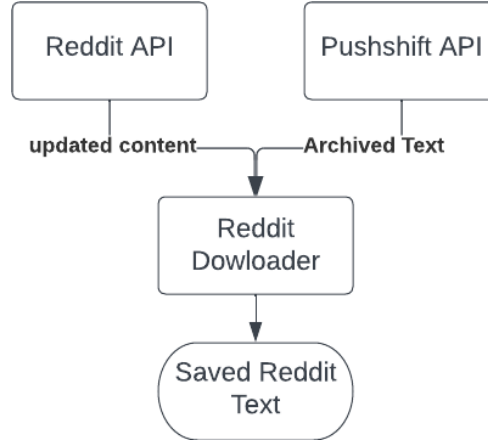 Reddit API
Pushshift API
updated content
Archived Text
Reddit
Dowloader
Saved Reddit
Text